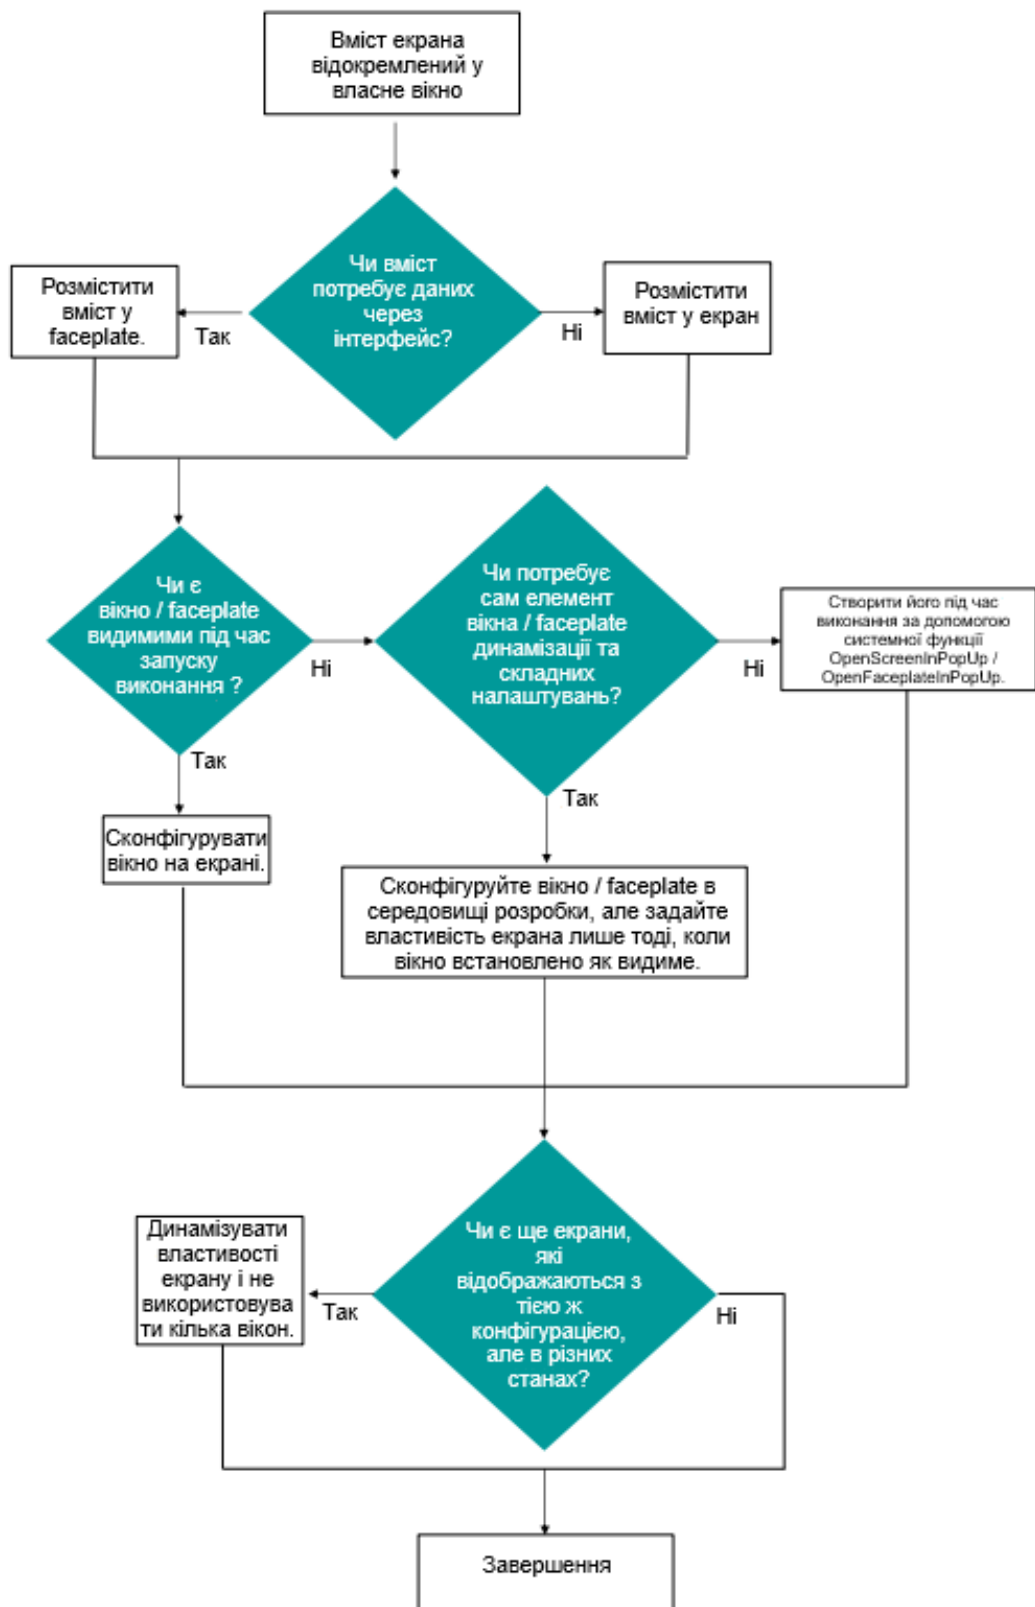 Вміст екрана
відокремлений у
власне вікно
Чи вміст
потребує даних
через
інтерфейс?
Розмістити
вміст у
faceplate.
Так
Ні
Розмістити
вміст у екран
Чи є
вікно / faceplate
видимими під час
запуску
виконання ?
Ні
Так
Чи потребує
сам елемент
вікна / faceplate
динамізації та
складних
налаштувань?
Ні
Так
Створити його під час
виконання за допомогою
системної функції
OpenScreenInPopUp /
OpenFaceplateInPopUp.
Сконфігурувати
вікно на екрані.
Сконфігуруйте вікно / faceplate в
середовищі розробки, але задайте
властивість екрана лише тоді, коли
вікно встановлено як видиме.
Чи є ще екрани,
які
відображаються з
тією ж
конфігурацією,
але в різних
станах?
Динамізувати
властивості
екрану і не
використовува
ти кілька вікон.
Так
Ні
Завершення